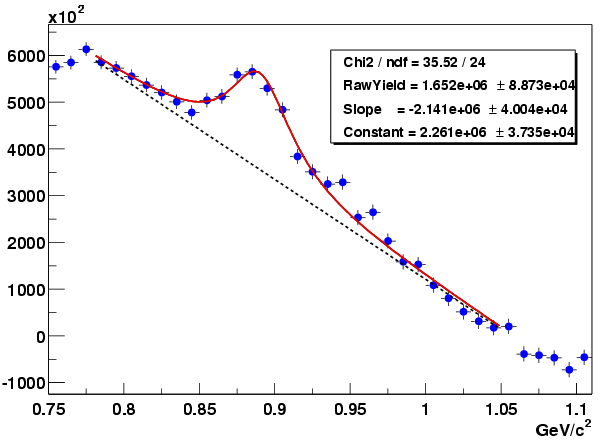 x10²
6000
5000
4000
3000
2000
1000
0
-1000
Chi2 / ndf = 35.52 / 24
RawYield = 1.652e+06 ± 8.873e+04
Slope = -2.141e+06 ± 4.004e+04
Constant = 2.261e+06 ± 3.735e+04
0.75 0.8 0.85 0.9 0.95 1 1.05 1.1
GeV/c²